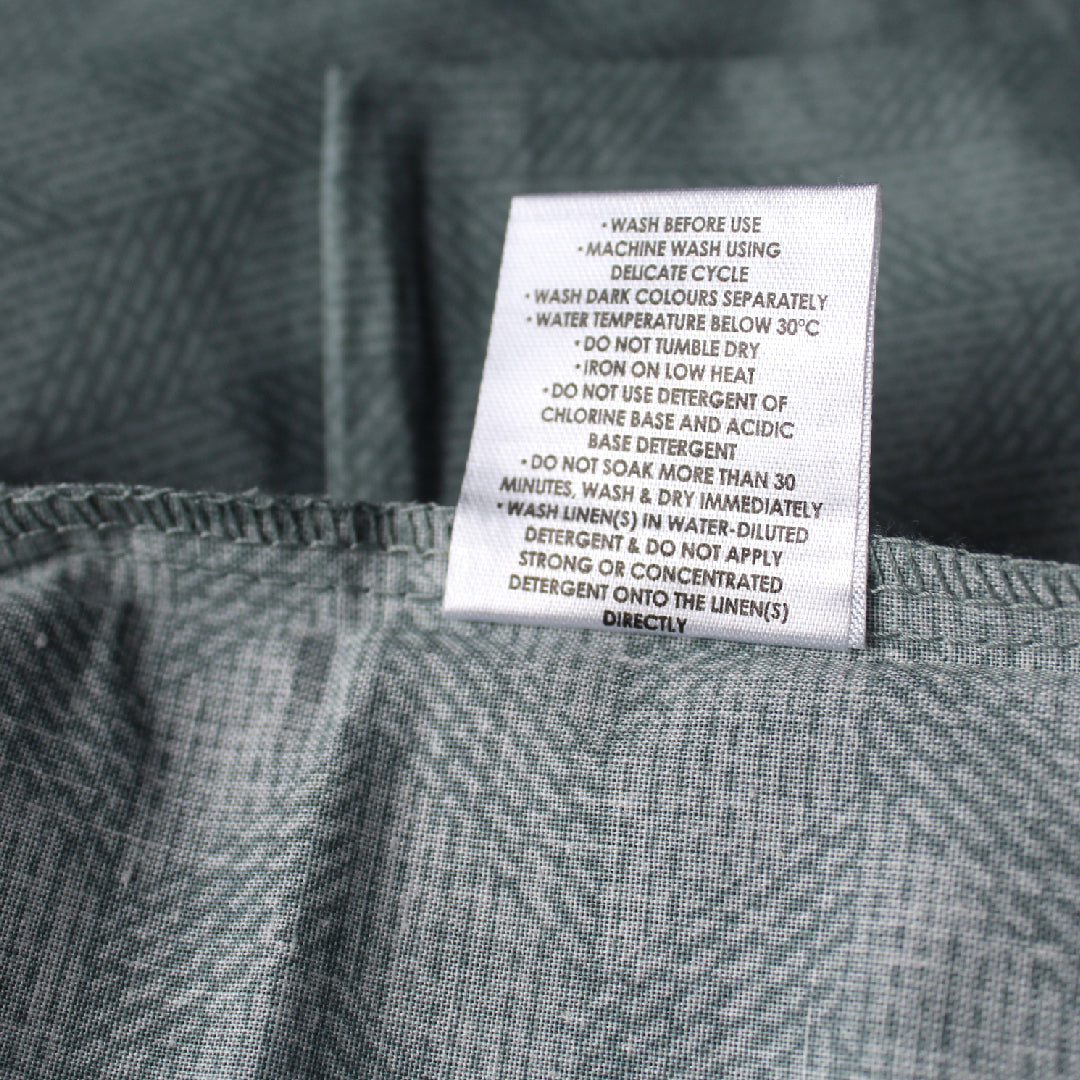 • WASH BEFORE USE
• MACHINE WASH USING
DELICATE CYCLE
• WASH DARK COLOURS SEPARATELY
• WATER TEMPERATURE BELOW 30°C
• DO NOT TUMBLE DRY
• IRON ON LOW HEAT
• DO NOT USE DETERGENT OF
CHLORINE BASE AND ACIDIC
BASE DETERGENT
• DO NOT SOAK MORE THAN 30
MINUTES, WASH & DRY IMMEDIATELY
• WASH LINEN(S) IN WATER-DILUTED
DETERGENT & DO NOT APPLY
STRONG OR CONCENTRATED
DETERGENT ONTO THE LINEN(S)
DIRECTLY